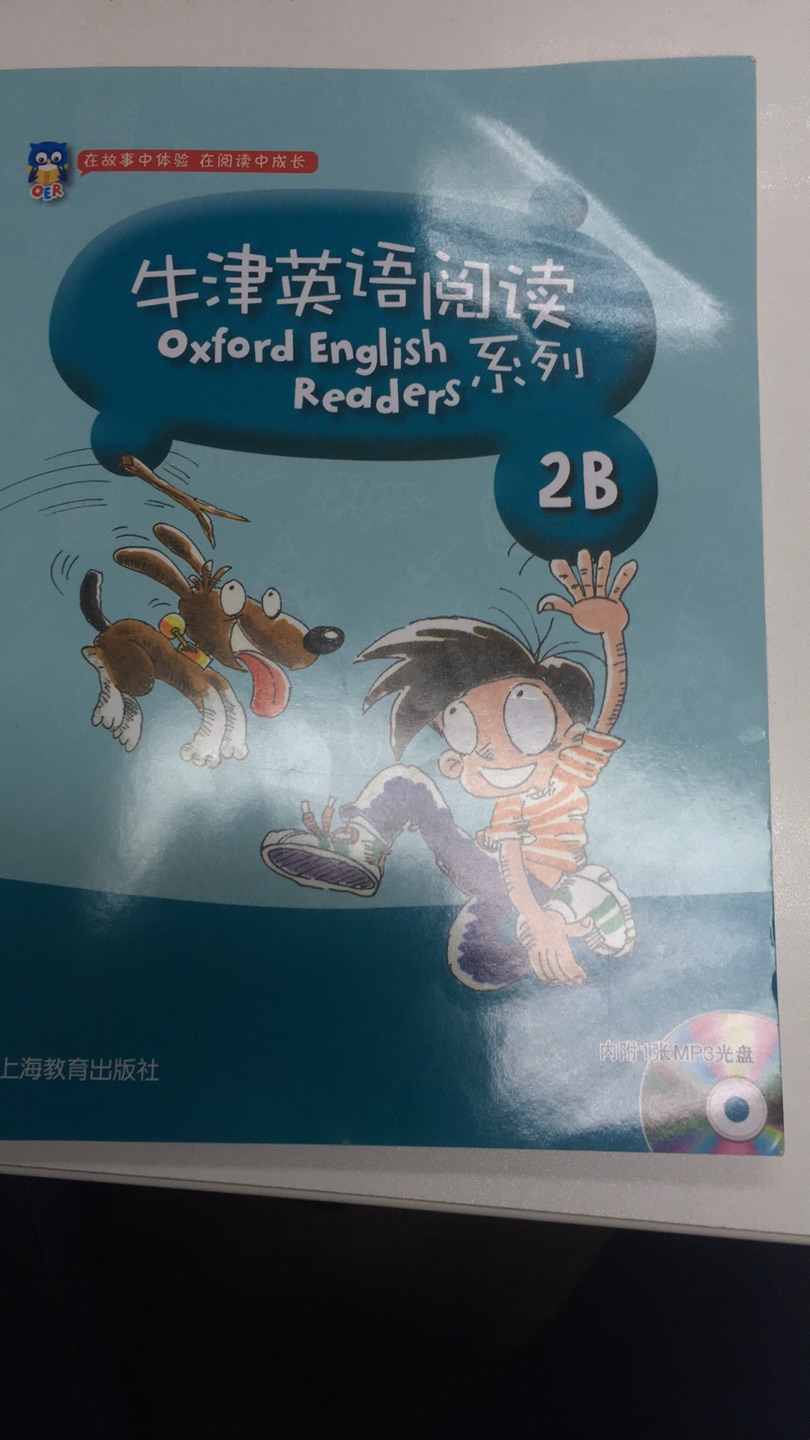 在故事中体验 在阅读中成长
OER
牛津英语阅读
Oxford English
Readers 系列
2B
内附1张MP3光盘
上海教育出版社